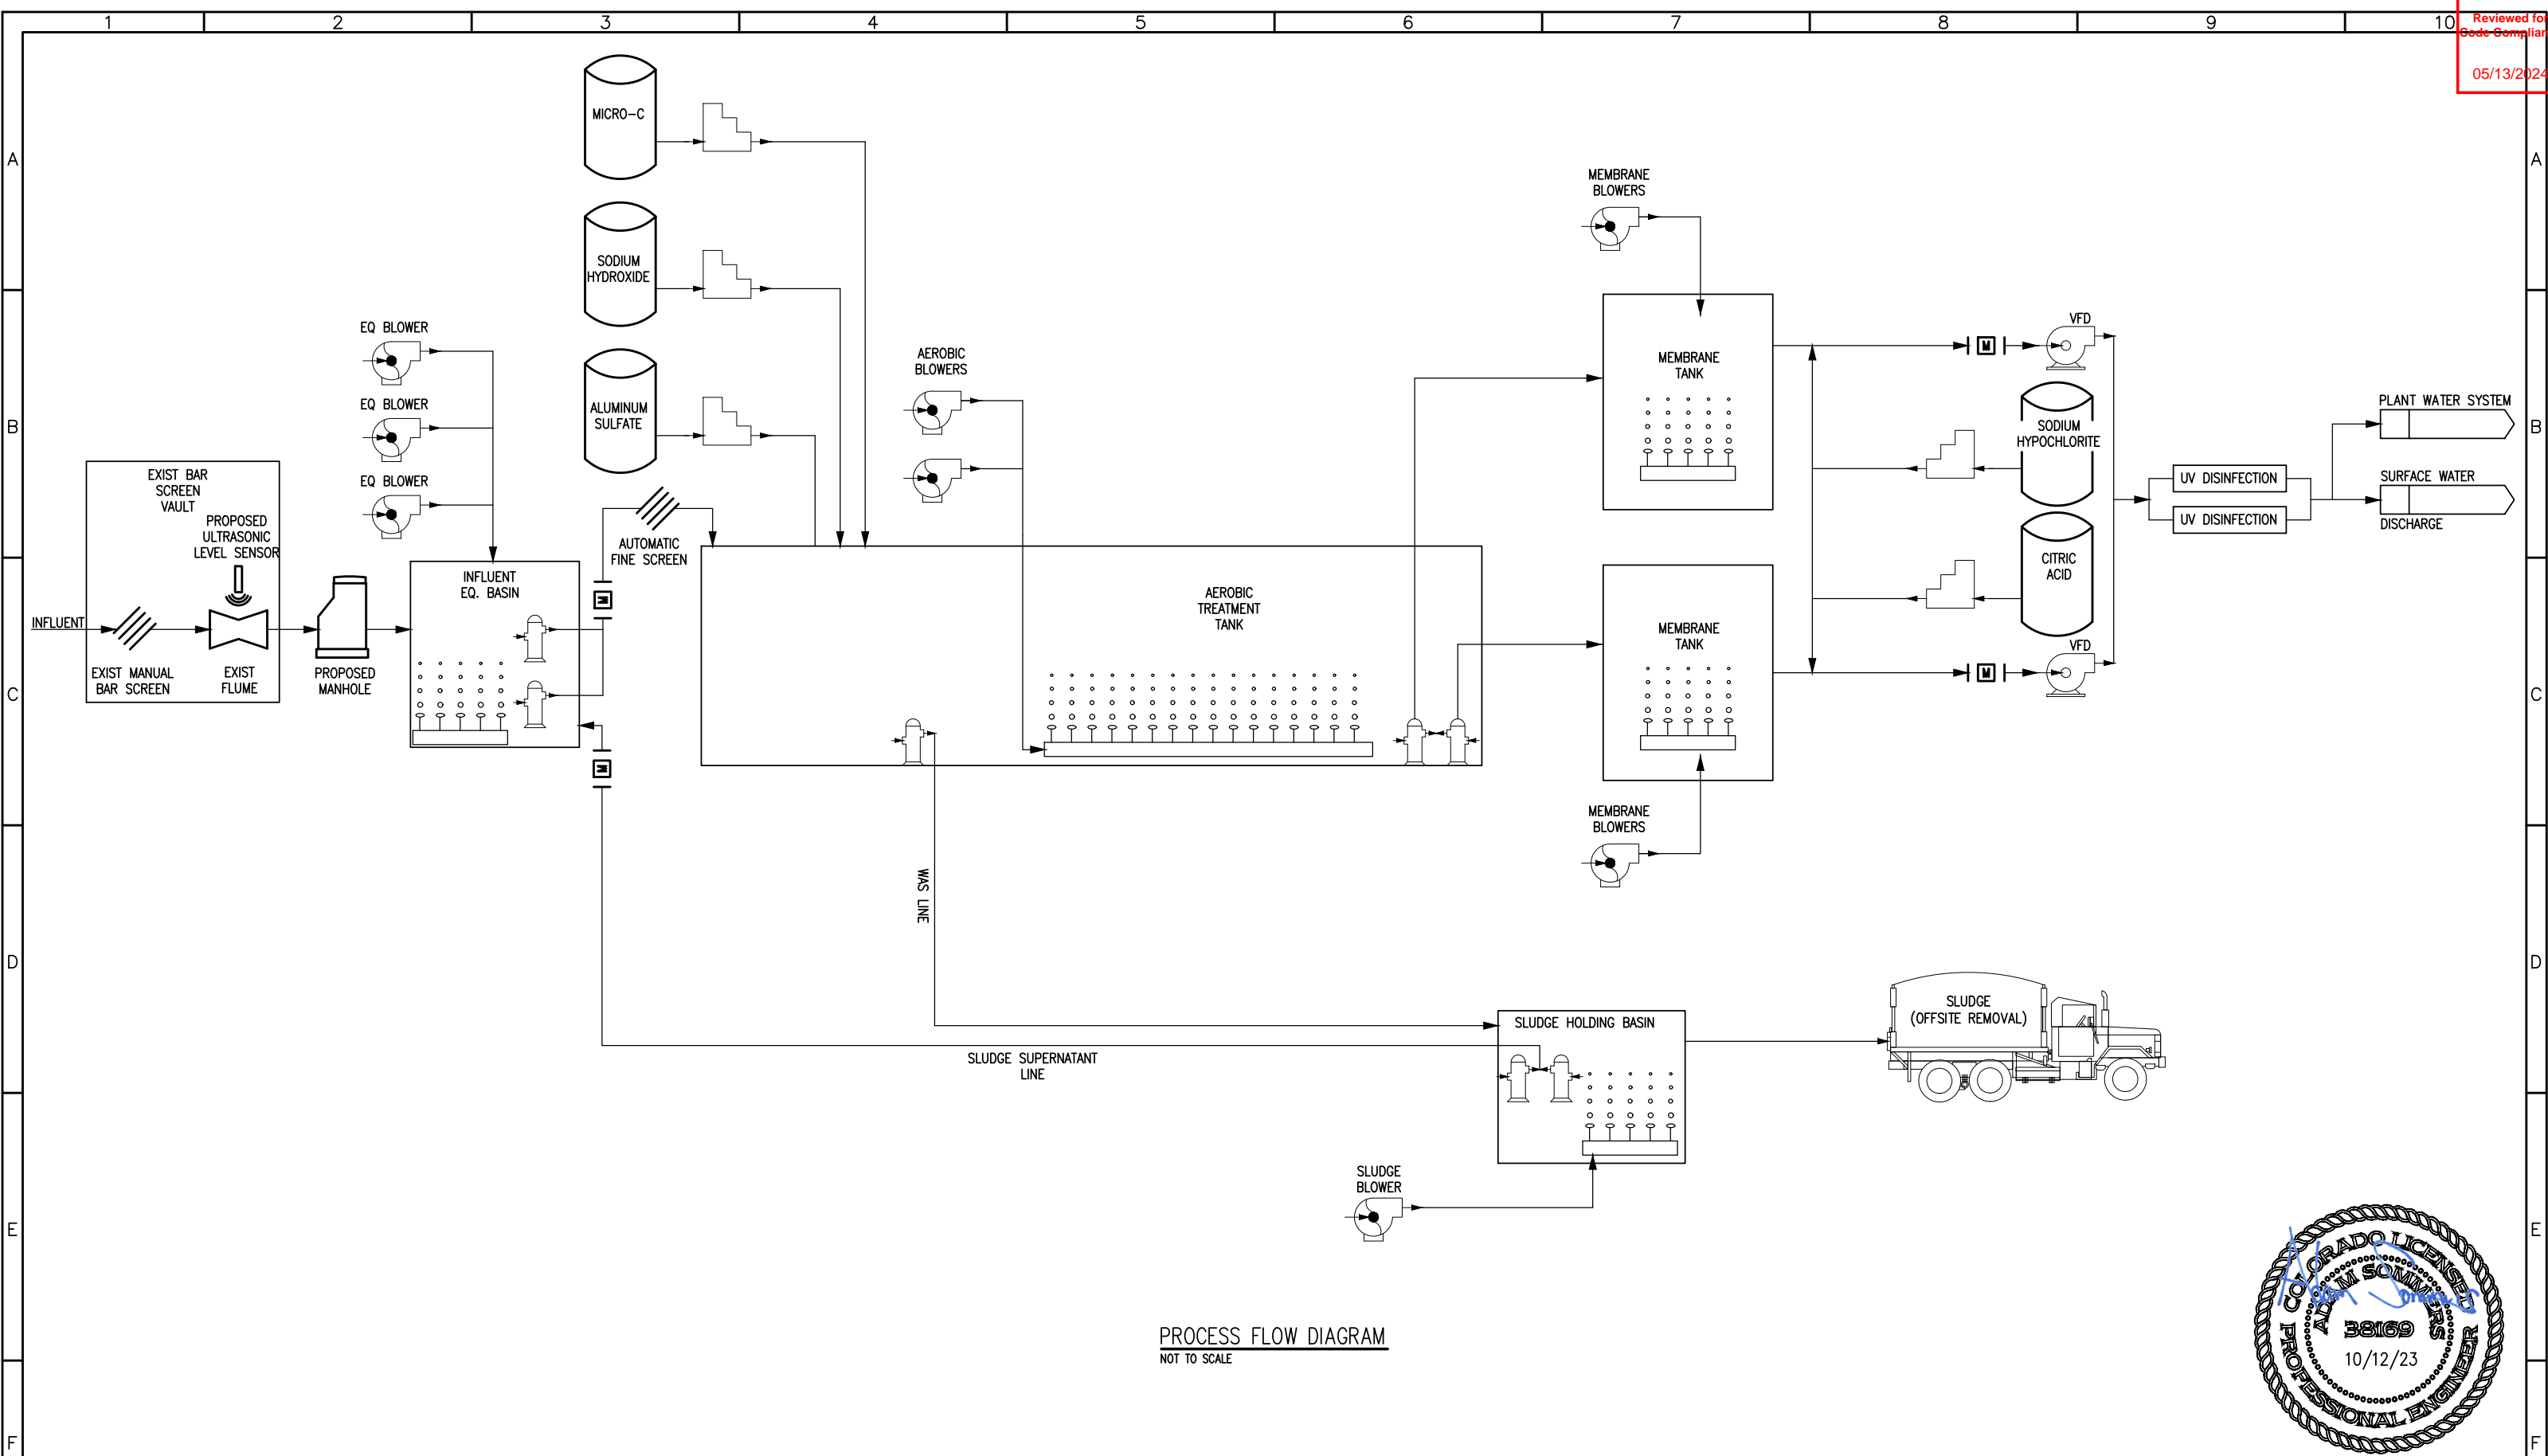 1 2 3 4 5 6 7 8 9 10
Reviewed for
Code Complian
05/13/2024
A
A
B
B
C
C
D
D
E
E
F
F
MICRO-C
SODIUM
HYDROXIDE
ALUMINUM
SULFATE
EQ BLOWER
EQ BLOWER
EQ BLOWER
EXIST BAR
SCREEN
VAULT
PROPOSED
ULTRASONIC
LEVEL SENSOR
INFLUENT
EXIST MANUAL
BAR SCREEN
EXIST
FLUME
PROPOSED
MANHOLE
INFLUENT
EQ. BASIN
M
M
AUTOMATIC
FINE SCREEN
AEROBIC
BLOWERS
AEROBIC
TREATMENT
TANK
MEMBRANE
BLOWERS
MEMBRANE
TANK
MEMBRANE
TANK
MEMBRANE
BLOWERS
M
VFD
SODIUM
HYPOCHLORITE
CITRIC
ACID
M
VFD
UV DISINFECTION
UV DISINFECTION
PLANT WATER SYSTEM
SURFACE WATER
DISCHARGE
WAS LINE
SLUDGE SUPERNATANT
LINE
SLUDGE HOLDING BASIN
SLUDGE
(OFFSITE REMOVAL)
SLUDGE
BLOWER
PROCESS FLOW DIAGRAM
NOT TO SCALE
COLORADO LICENSED
ADAM SOMMERS
38169
10/12/23
PROFESSIONAL ENGINEER